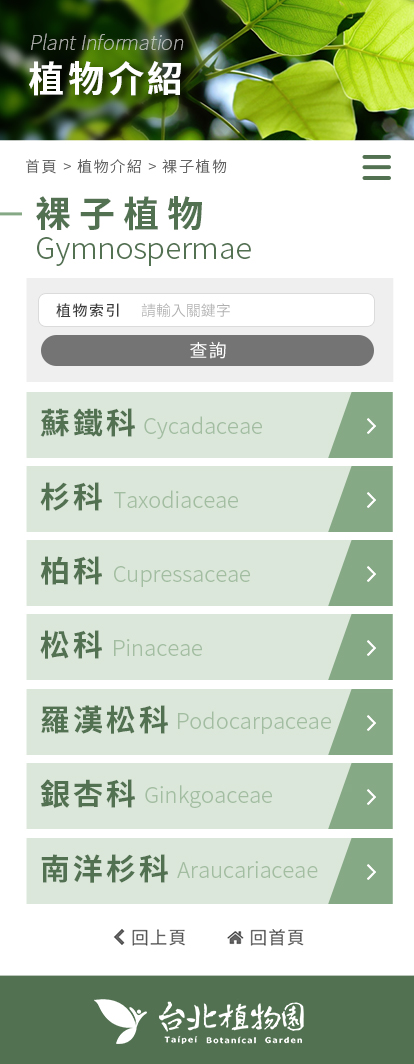 Plant Information
植物介紹
首頁 > 植物介紹 > 裸子植物
裸子植物
Gymnospermae
植物索引 請輸入關鍵字
查詢
蘇鐵科 Cycadaceae
杉科 Taxodiaceae
柏科 Cupressaceae
松科 Pinaceae
羅漢松科 Podocarpaceae
銀杏科 Ginkgoaceae
南洋杉科 Araucariaceae
回上頁 回首頁
台北植物園
Taipei Botanical Garden